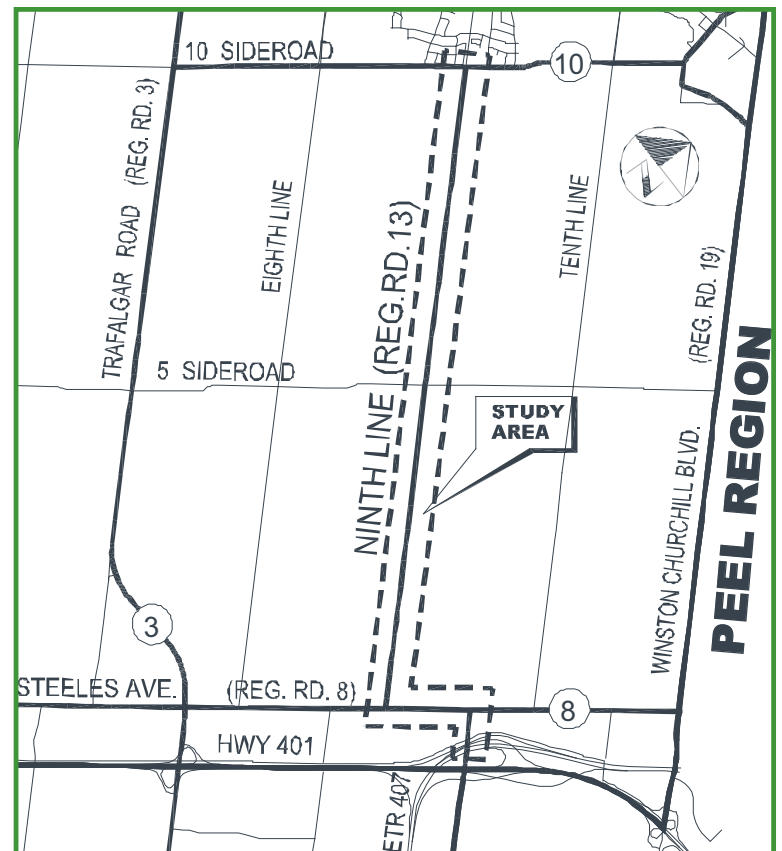 10 SIDEROAD
10
TRAFALGAR ROAD (REG. RD. 3)
EIGHTH LINE
NINTH LINE (REG.RD.13)
TENTH LINE
(REG. RD. 19)
WINSTON CHURCHILL BLVD.
PEEL REGION
5 SIDEROAD
STUDY
AREA
3
STEELES AVE. (REG. RD. 8)
8
HWY 401
ETR 407